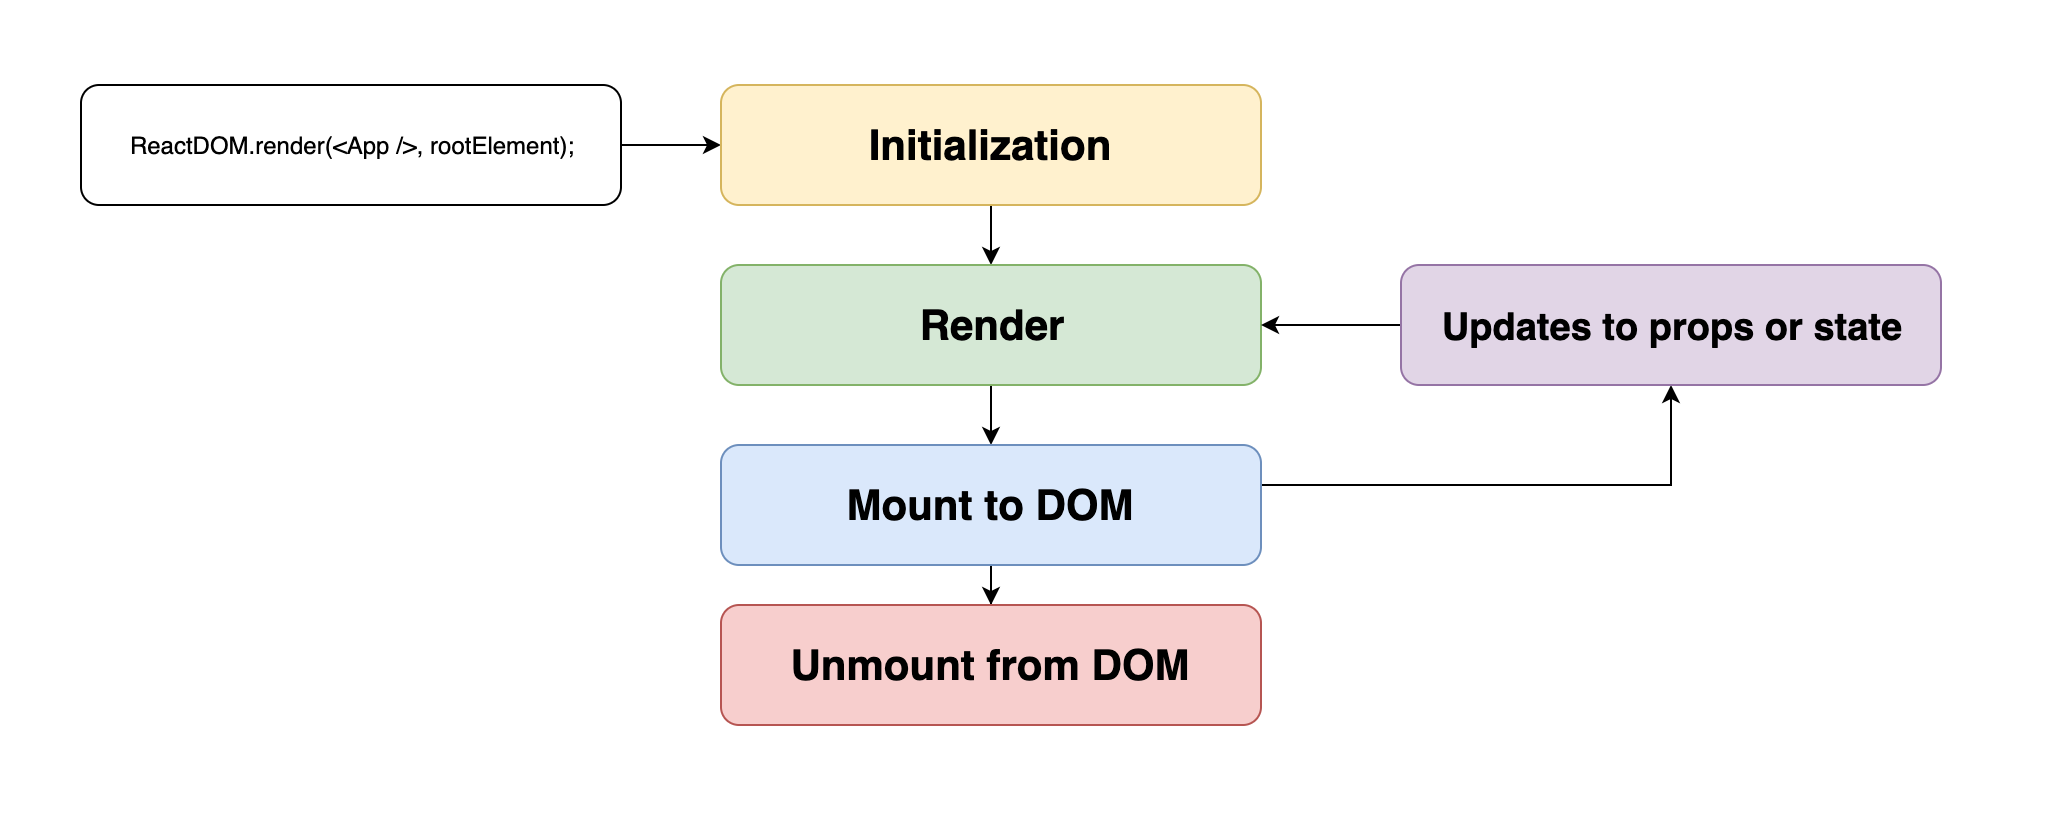 ReactDOM.render(<App />, rootElement);
Initialization
Render
Updates to props or state
Mount to DOM
Unmount from DOM